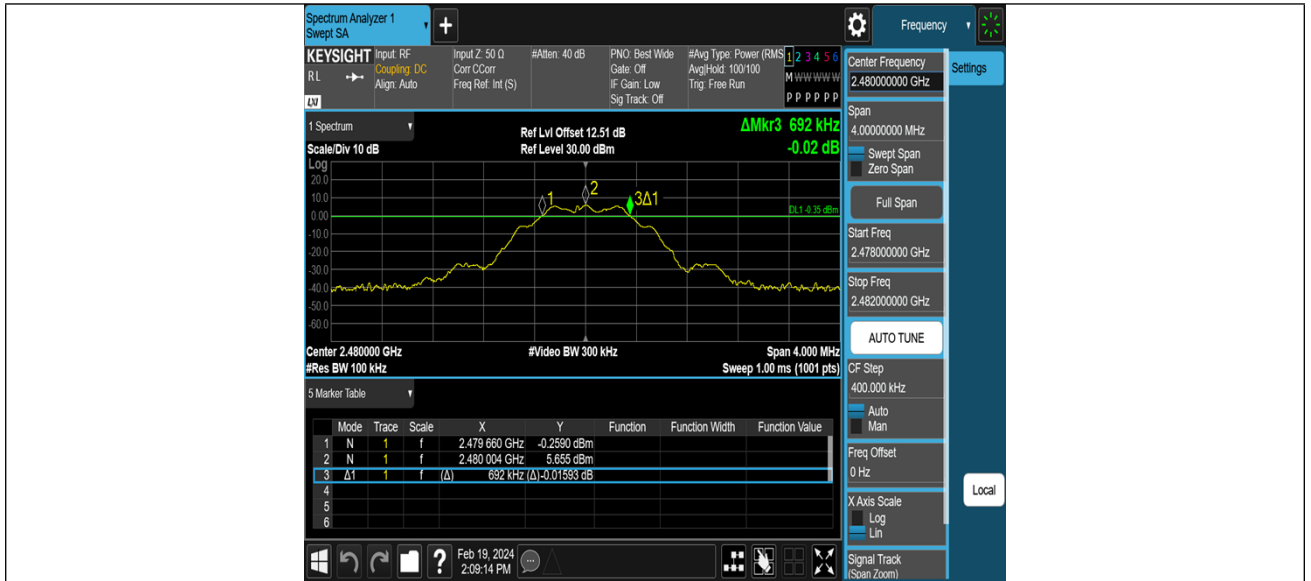 Spectrum Analyzer 1
Swept SA
+
Frequency
KEYSIGHT Input: RF Input Z: 50 Ω #Atten: 40 dB PNO: Best Wide #Avg Type: Power (RMS 1 2 3 4 5 6
RL Coupling: DC Corr CCorr Gate: Off Avg|Hold: 100/100 M W W W W W
Align: Auto Freq Ref: Int (S) IF Gain: Low Trig: Free Run
LXI Sig Track: Off P P P P P P
1 Spectrum
Ref Lvl Offset 12.51 dB ΔMkr3 692 kHz
Scale/Div 10 dB Ref Level 30.00 dBm -0.02 dB
Log
20.0
10.0
0.00
-10.0
-20.0
-30.0
-40.0
-50.0
-60.0
1 2 3Δ1
DL1 -0.35 dBm
Center 2.480000 GHz #Video BW 300 kHz Span 4.000 MHz
#Res BW 100 kHz Sweep 1.00 ms (1001 pts)
5 Marker Table
Mode Trace Scale X Y Function Function Width Function Value
1 N 1 f 2.479 660 GHz -0.2590 dBm
2 N 1 f 2.480 004 GHz 5.655 dBm
3 Δ1 1 f (Δ) 692 kHz (Δ) -0.01593 dB
4
5
6
?
Feb 19, 2024
2:09:14 PM
Center Frequency
2.480000000 GHz
Settings
Span
4.00000000 MHz
Swept Span
Zero Span
Full Span
Start Freq
2.478000000 GHz
Stop Freq
2.482000000 GHz
AUTO TUNE
CF Step
400.000 kHz
Auto
Man
Freq Offset
0 Hz
Local
X Axis Scale
Log
Lin
Signal Track
(Span Zoom)